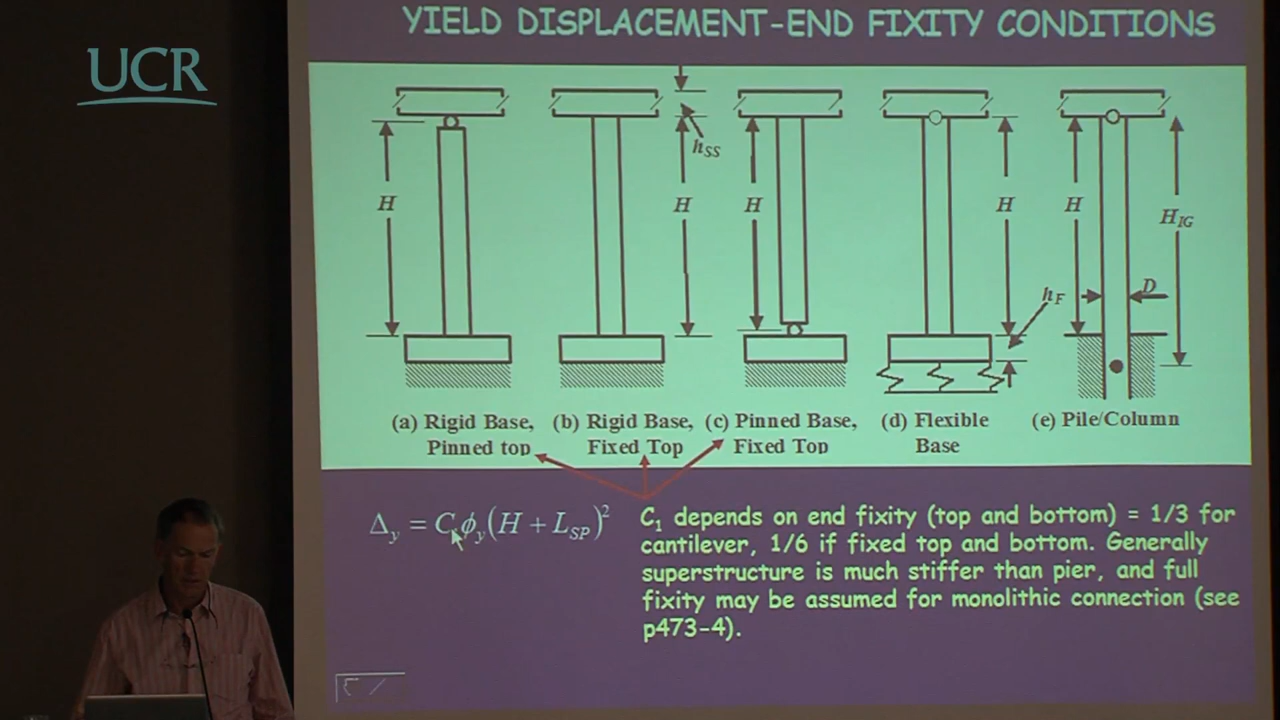 UCR
YIELD DISPLACEMENT-END FIXITY CONDITIONS
H
H
h_SS
H
H
H
H_IG
h_F
D
(a) Rigid Base,
Pinned top
(b) Rigid Base,
Fixed Top
(c) Pinned Base,
Fixed Top
(d) Flexible
Base
(e) Pile/Column
Δ_y = C_1 ϕ_y (H + L_SP)^2
C_1 depends on end fixity (top and bottom) = 1/3 for
cantilever, 1/6 if fixed top and bottom. Generally
superstructure is much stiffer than pier, and full
fixity may be assumed for monolithic connection (see
p473-4).